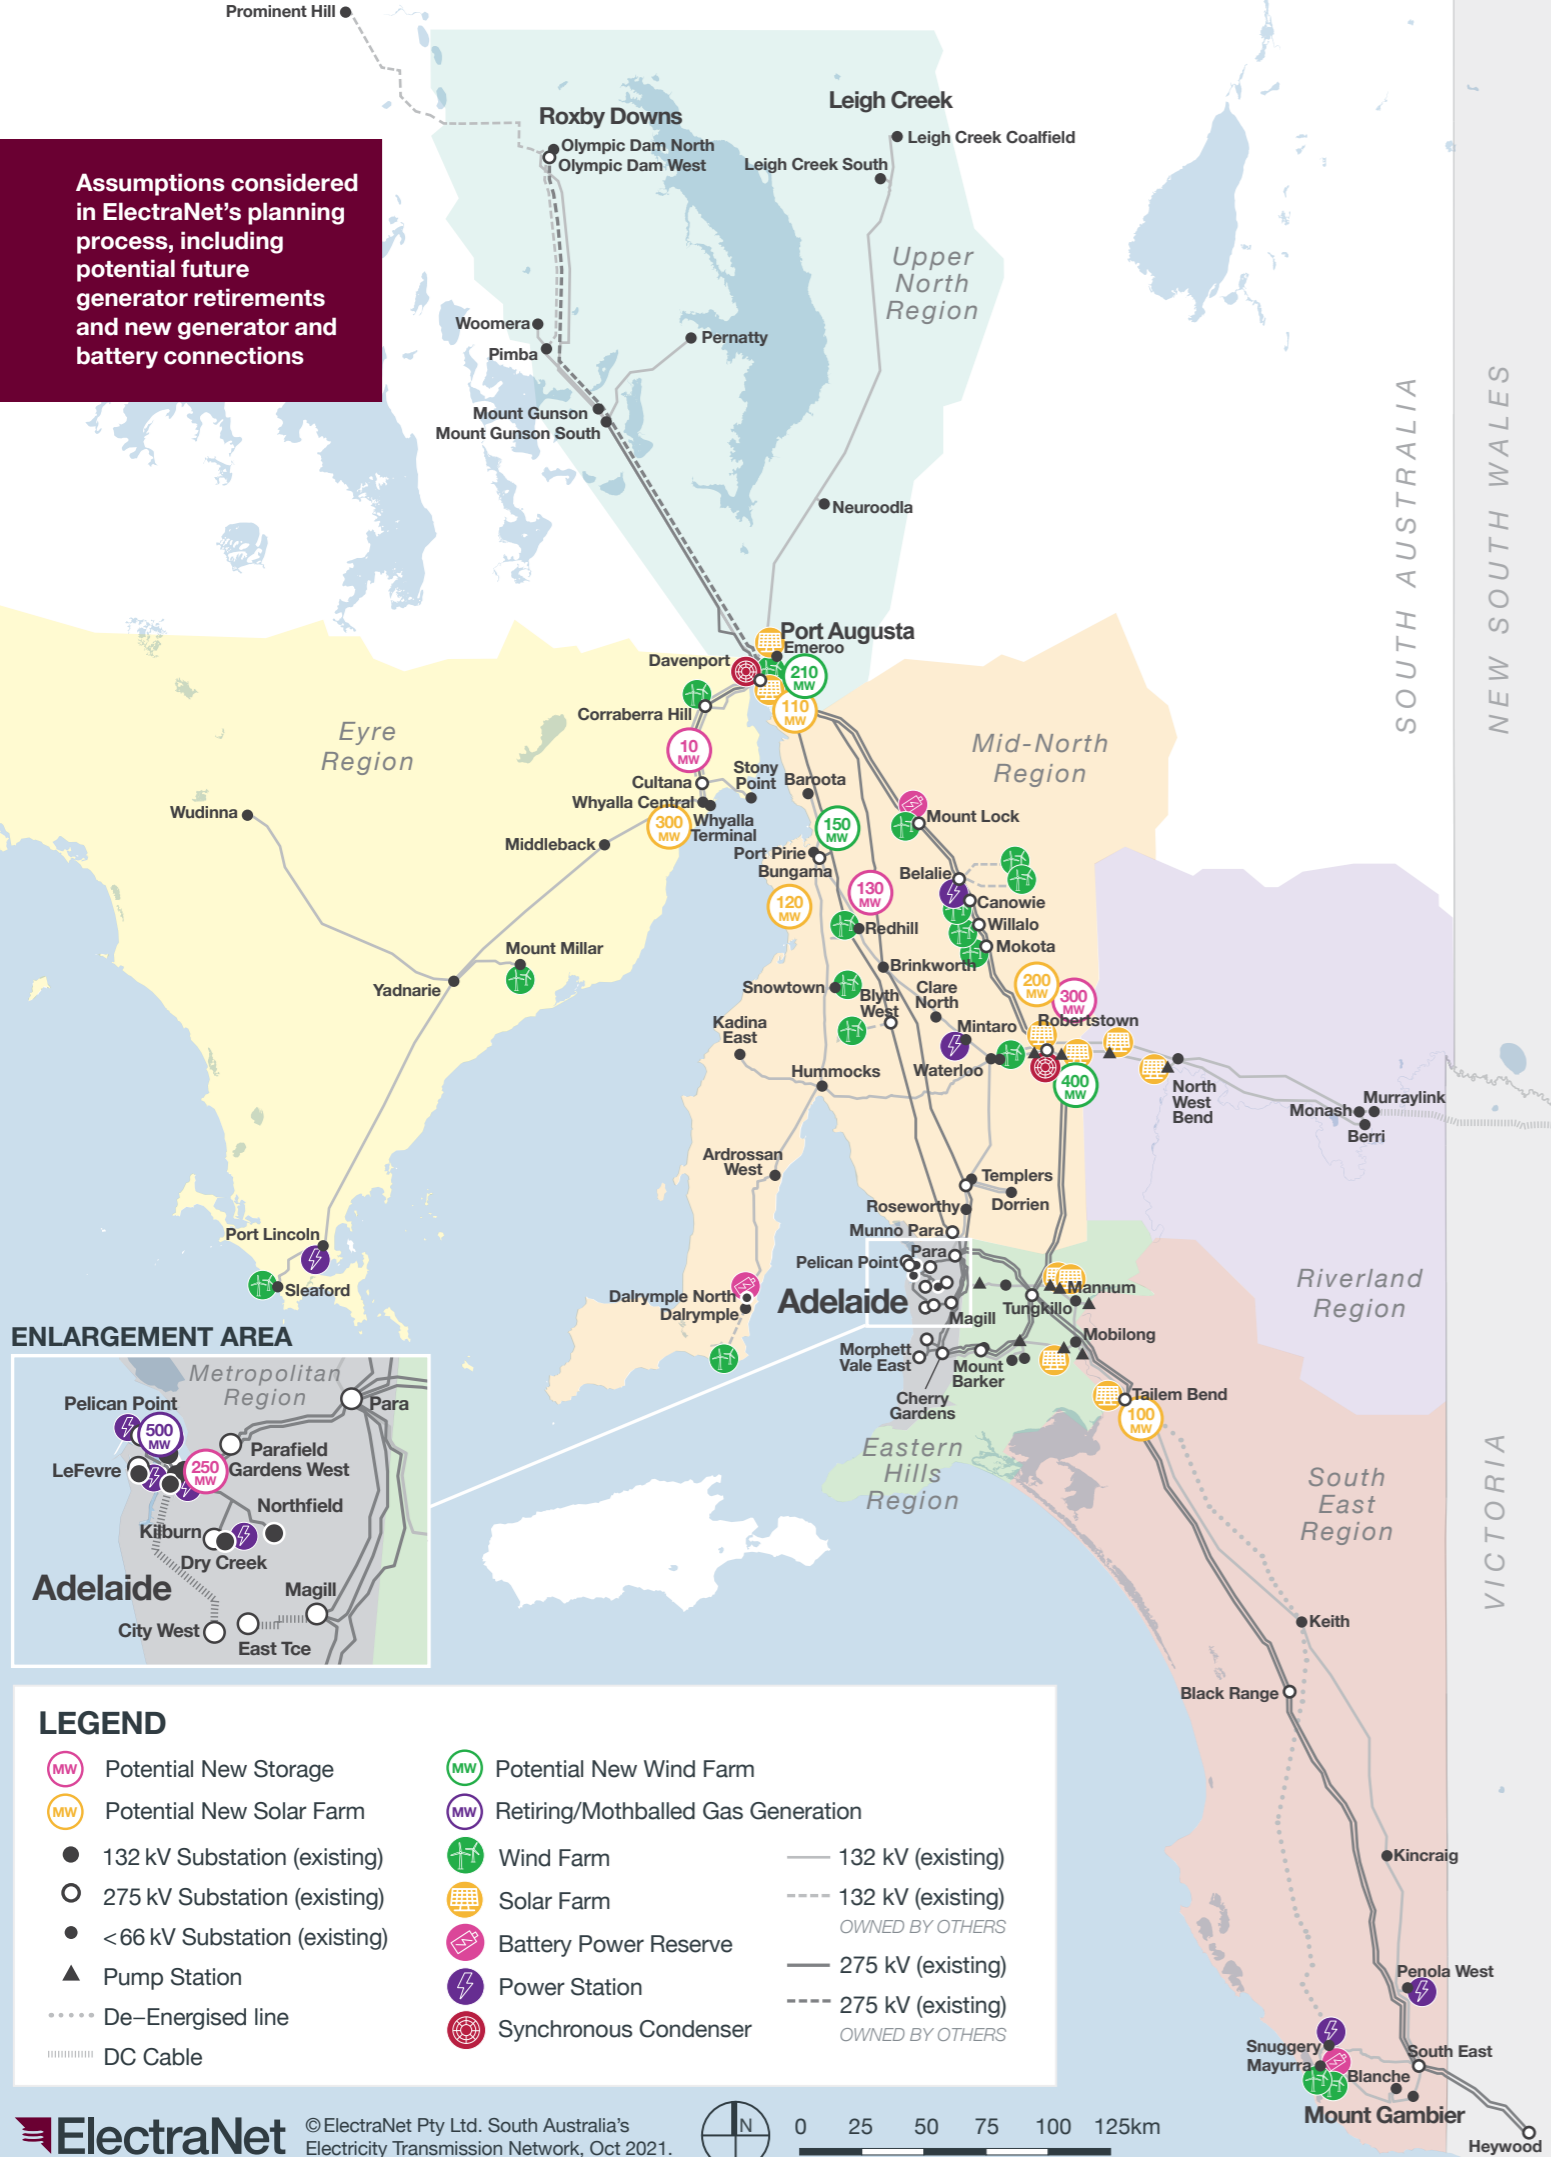 Prominent Hill
Assumptions considered
in ElectraNet's planning
process, including
potential future
generator retirements
and new generator and
battery connections
Roxby Downs
Olympic Dam North
Olympic Dam West
Leigh Creek
Leigh Creek Coalfield
Leigh Creek South
Upper
North
Region
Woomera
Pimba
Pernatty
Mount Gunson
Mount Gunson South
Neuroodla
SOUTH AUSTRALIA
NEW SOUTH WALES
Port Augusta
Emeroo
Davenport
210
MW
110
MW
Corraberra Hill
10
MW
Eyre
Region
Mid-North
Region
Cultana
Stony
Point
Baroota
Whyalla Central
Whyalla
Terminal
300
MW
Wudinna
Middleback
150
MW
Mount Lock
Port Pirie
Bungama
Belalie
130
MW
120
MW
Canowie
Willalo
Redhill
Mokota
Mount Millar
Yadnarie
Brinkworth
Snowtown
Blyth
West
Clare
North
200
MW
300
MW
Robertstown
Kadina
East
Mintaro
Hummocks
Waterloo
400
MW
North
West
Bend
Monash
Murraylink
Berri
Ardrossan
West
Templers
Dorrien
Roseworthy
Munno Para
Port Lincoln
Sleaford
Pelican Point
Para
Riverland
Region
Dalrymple North
Dalrymple
Adelaide
Magill
Tungkillo
Mannum
Mobilong
Morphett
Vale East
Mount
Barker
Cherry
Gardens
Tailem Bend
100
MW
Eastern
Hills
Region
South
East
Region
VICTORIA
ENLARGEMENT AREA
Metropolitan
Region
Pelican Point
Para
500
MW
Parafield
Gardens West
LeFevre
250
MW
Northfield
Kilburn
Dry Creek
Adelaide
Magill
City West
East Tce
Keith
Black Range
Kincraig
Penola West
Snuggery
Mayurra
South East
Blanche
Mount Gambier
Heywood
LEGEND
MW Potential New Storage
MW Potential New Solar Farm
132 kV Substation (existing)
275 kV Substation (existing)
<66 kV Substation (existing)
Pump Station
De–Energised line
DC Cable
MW Potential New Wind Farm
MW Retiring/Mothballed Gas Generation
Wind Farm
Solar Farm
Battery Power Reserve
Power Station
Synchronous Condenser
132 kV (existing)
132 kV (existing)
OWNED BY OTHERS
275 kV (existing)
275 kV (existing)
OWNED BY OTHERS
ElectraNet
© ElectraNet Pty Ltd. South Australia's
Electricity Transmission Network, Oct 2021.
N
0 25 50 75 100 125km